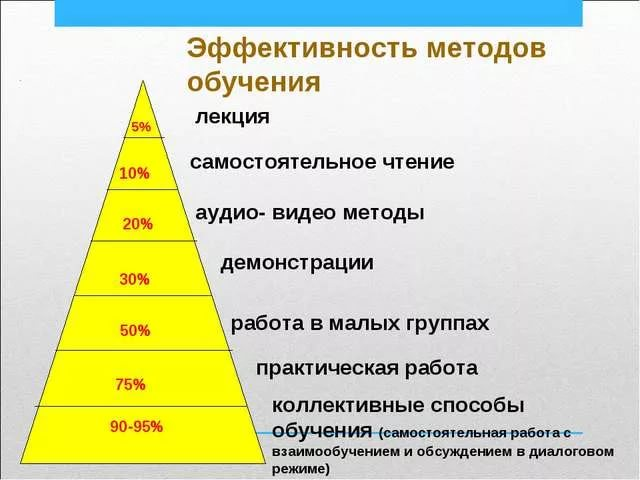 Эффективность методов
обучения
5%
лекция
10%
самостоятельное чтение
20%
аудио- видео методы
30%
демонстрации
50%
работа в малых группах
75%
практическая работа
90-95%
коллективные способы
обучения (самостоятельная работа с
взаимообучением и обсуждением в диалоговом
режиме)